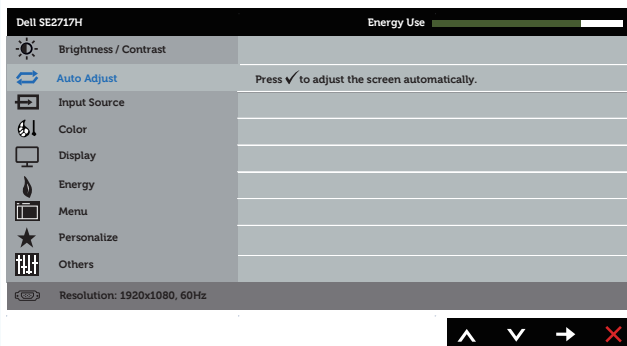 Dell SE2717H Energy Use
Brightness / Contrast
Auto Adjust Press ✓ to adjust the screen automatically.
Input Source
Color
Display
Energy
Menu
Personalize
Others
Resolution: 1920x1080, 60Hz